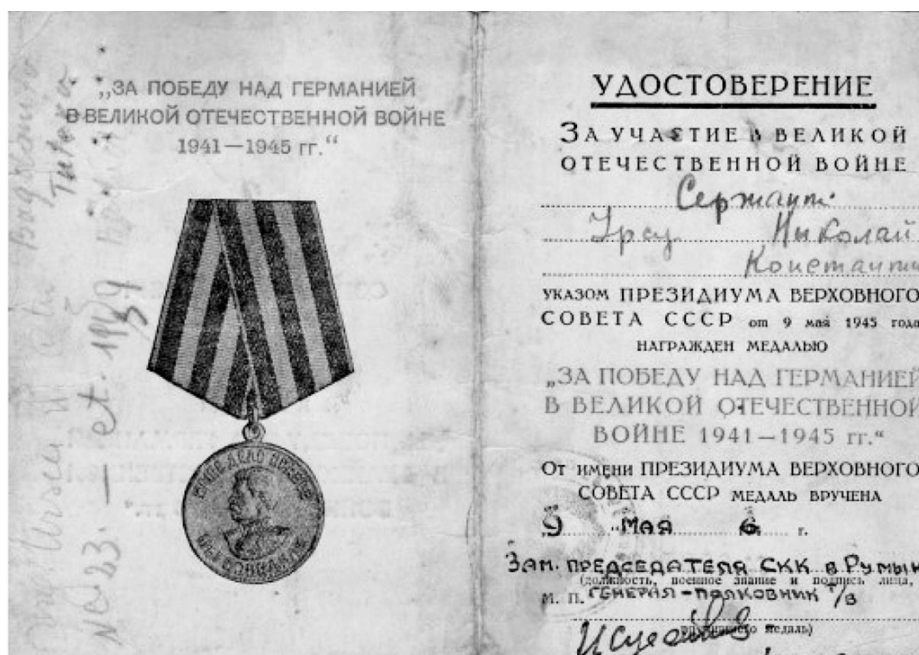 „ЗА ПОБЕДУ НАД ГЕРМАНИЕЙ
В ВЕЛИКОЙ ОТЕЧЕСТВЕННОЙ ВОЙНЕ
1941—1945 гг.“
УДОСТОВЕРЕНИЕ
ЗА УЧАСТИЕ В ВЕЛИКОЙ
ОТЕЧЕСТВЕННОЙ ВОЙНЕ
Сержант
Урсу Николай
Константин
УКАЗОМ ПРЕЗИДИУМА ВЕРХОВНОГО
СОВЕТА СССР от 9 мая 1945 года
НАГРАЖДЕН МЕДАЛЬЮ
„ЗА ПОБЕДУ НАД ГЕРМАНИЕЙ
В ВЕЛИКОЙ ОТЕЧЕСТВЕННОЙ
ВОЙНЕ 1941—1945 гг.“
ОТ ИМЕНИ ПРЕЗИДИУМА ВЕРХОВНОГО
СОВЕТА СССР МЕДАЛЬ ВРУЧЕНА
„9 МАЯ 6 г.
ЗАМ. ПРЕДСЕДАТЕЛЯ СКК в РУМЫН
(должность, военное звание и подпись лица,
М. П. ГЕНЕРАЛ-ПОЛКОВНИК Т/В
медаль)